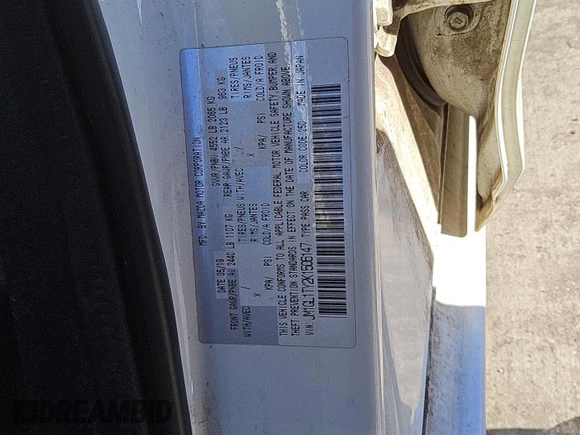 MFD. BY MAZDA MOTOR CORPORATION
DATE 05/19 GVWR/PNBV 4552 LB 2065 KG
FRONT GAWR/PNBE AV 2440 LB 1107 KG REAR GAWR/PNBE AR 2123 LB 963 KG
WITH/AVEC TIRES/PNEUS WITH/AVEC TIRES/PNEUS
X RIMS/JANTES X RIMS/JANTES
KPA/ PSI COLD/A FROID KPA/ PSI COLD/A FROID
THIS VEHICLE CONFORMS TO ALL APPLICABLE FEDERAL MOTOR VEHICLE SAFETY, BUMPER, AND
THEFT PREVENTION STANDARDS IN EFFECT ON THE DATE OF MANUFACTURE SHOWN ABOVE.
VIN: JM1GL1TY2K1506147 TYPE PASS CAR COLOR CODE 25D MADE IN JAPAN
DREAMBID